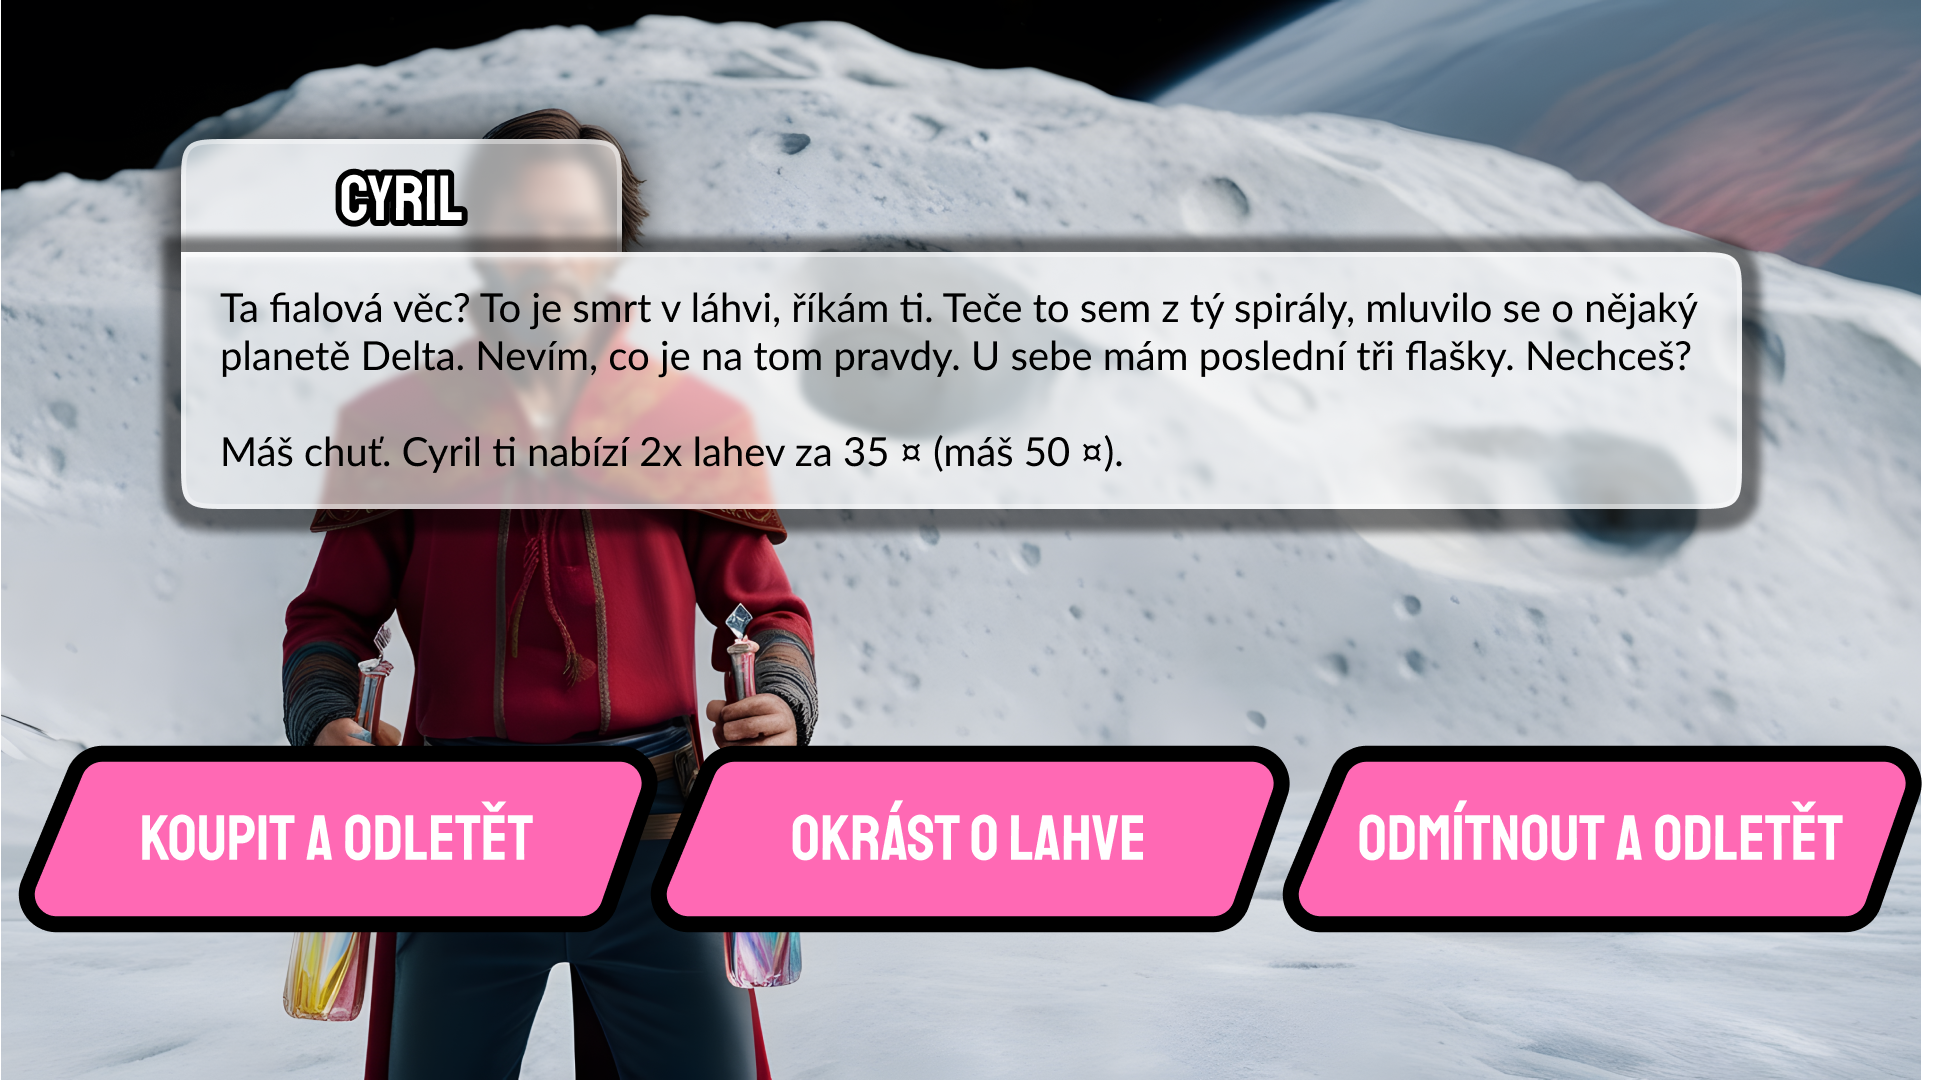 CYRIL
Ta fialová věc? To je smrt v láhvi, říkám ti. Teče to sem z tý spirály, mluvilo se o nějaký
planetě Delta. Nevím, co je na tom pravdy. U sebe mám poslední tři flašky. Nechceš?
Máš chuť. Cyril ti nabízí 2x lahev za 35 ¤ (máš 50 ¤).
KOUPIT A ODLETĚT
OKRÁST O LAHVE
ODMÍTNOUT A ODLETĚT